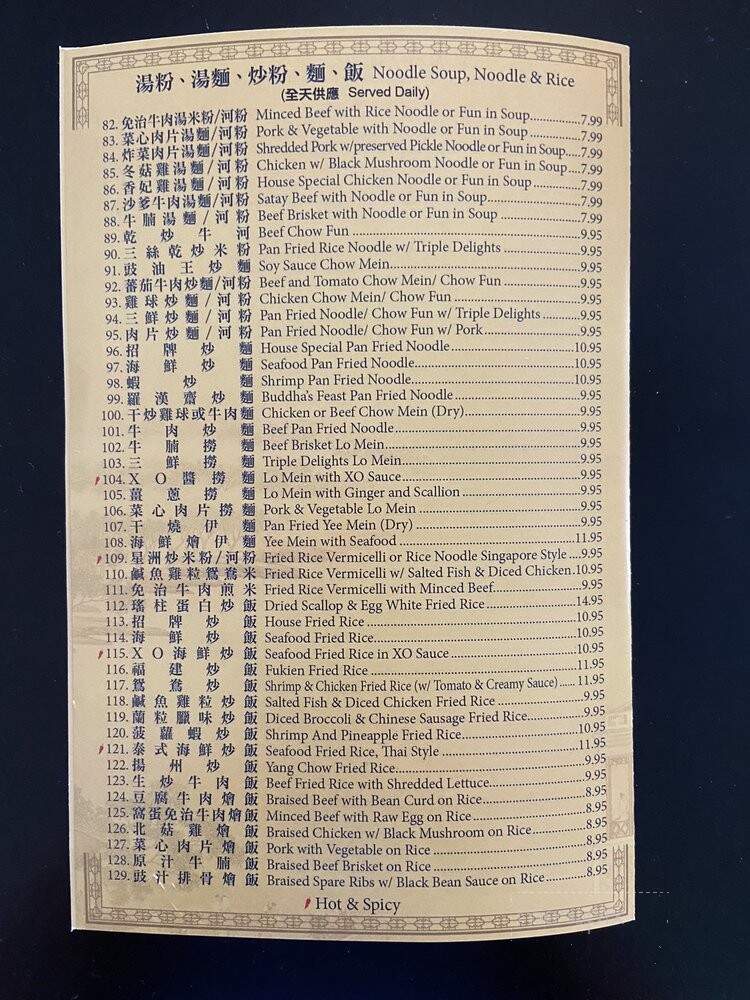 湯粉、湯麵、炒粉、麵、飯 Noodle Soup, Noodle & Rice
(全天供應 Served Daily)
82. 免治牛肉湯米粉/河粉 Minced Beef with Rice Noodle or Fun in Soup..............7.99
83. 菜心肉片湯麵/河粉 Pork & Vegetable with Noodle or Fun in Soup..............7.99
84. 炸菜肉片湯麵/河粉 Shredded Pork w/preserved Pickle Noodle or Fun in Soup....7.99
85. 冬菇雞湯麵/河粉 Chicken w/ Black Mushroom Noodle or Fun in Soup...7.99
86. 香妃雞湯麵/河粉 House Special Chicken Noodle or Fun in Soup............7.99
87. 沙爹牛肉湯麵/河粉 Satay Beef with Noodle or Fun in Soup......................7.99
88. 牛腩湯麵/河粉 Beef Brisket with Noodle or Fun in Soup ....................7.99
89. 乾炒牛河 Beef Chow Fun ......................................................9.95
90. 三絲乾炒米粉 Pan Fried Rice Noodle w/ Triple Delights ....................9.95
91. 豉油王炒麵 Soy Sauce Chow Mein..............................................9.95
92. 蕃茄牛肉炒麵/河粉 Beef and Tomato Chow Mein/ Chow Fun ...................9.95
93. 雞球炒麵/河粉 Chicken Chow Mein/ Chow Fun ...............................9.95
94. 三鮮炒麵/河粉 Pan Fried Noodle/ Chow Fun w/ Triple Delights.........9.95
95. 肉片炒麵/河粉 Pan Fried Noodle/ Chow Fun w/ Pork.......................9.95
96. 招牌炒麵 House Special Pan Fried Noodle..............................10.95
97. 海鮮炒麵 Seafood Pan Fried Noodle.......................................10.95
98. 蝦炒麵 Shrimp Pan Fried Noodle.......................................10.95
99. 羅漢齋炒麵 Buddha's Feast Pan Fried Noodle ..............................9.95
100. 干炒雞球或牛肉麵 Chicken or Beef Chow Mein (Dry)............................9.95
101. 牛肉炒麵 Beef Pan Fried Noodle.............................................9.95
102. 牛腩撈麵 Beef Brisket Lo Mein...............................................9.95
103. 三鮮撈麵 Triple Delights Lo Mein............................................9.95
104. XO醬撈麵 Lo Mein with XO Sauce............................................9.95
105. 薑蔥撈麵 Lo Mein with Ginger and Scallion .............................9.95
106. 菜心肉片撈麵 Pork & Vegetable Lo Mein ........................................9.95
107. 干燒伊麵 Pan Fried Yee Mein (Dry) .........................................9.95
108. 海鮮燴伊麵 Yee Mein with Seafood ...........................................11.95
109. 星洲炒米粉/河粉 Fried Rice Vermicelli or Rice Noodle Singapore Style ....9.95
110. 鹹魚雞粒鴛鴦米 Fried Rice Vermicelli w/ Salted Fish & Diced Chicken.10.95
111. 免治牛肉煎米 Fried Rice Vermicelli with Minced Beef.....................9.95
112. 瑤柱蛋白炒飯 Dried Scallop & Egg White Fried Rice.......................14.95
113. 招牌炒飯 House Fried Rice ..................................................10.95
114. 海鮮炒飯 Seafood Fried Rice................................................10.95
115. XO海鮮炒飯 Seafood Fried Rice in XO Sauce ..............................10.95
116. 福建炒飯 Fukien Fried Rice ..................................................11.95
117. 鴛鴦炒飯 Shrimp & Chicken Fried Rice (w/ Tomato & Creamy Sauce)..... 11.95
118. 鹹魚雞粒炒飯 Salted Fish & Diced Chicken Fried Rice ....................9.95
119. 蘭粒臘味炒飯 Diced Broccoli & Chinese Sausage Fried Rice..............9.95
120. 菠蘿蝦炒飯 Shrimp And Pineapple Fried Rice...........................10.95
121. 泰式海鮮炒飯 Seafood Fried Rice, Thai Style .................................11.95
122. 揚州炒飯 Yang Chow Fried Rice............................................9.95
123. 生炒牛肉飯 Beef Fried Rice with Shredded Lettuce......................9.95
124. 豆腐牛肉燴飯 Braised Beef with Bean Curd on Rice.......................8.95
125. 窩蛋免治牛肉燴飯 Minced Beef with Raw Egg on Rice..........................8.95
126. 北菇雞燴飯 Braised Chicken w/ Black Mushroom on Rice.............8.95
127. 菜心肉片燴飯 Pork with Vegetable on Rice ....................................8.95
128. 原汁牛腩飯 Braised Beef Brisket on Rice ....................................8.95
129. 豉汁排骨燴飯 Braised Spare Ribs w/ Black Bean Sauce on Rice..........8.95
Hot & Spicy